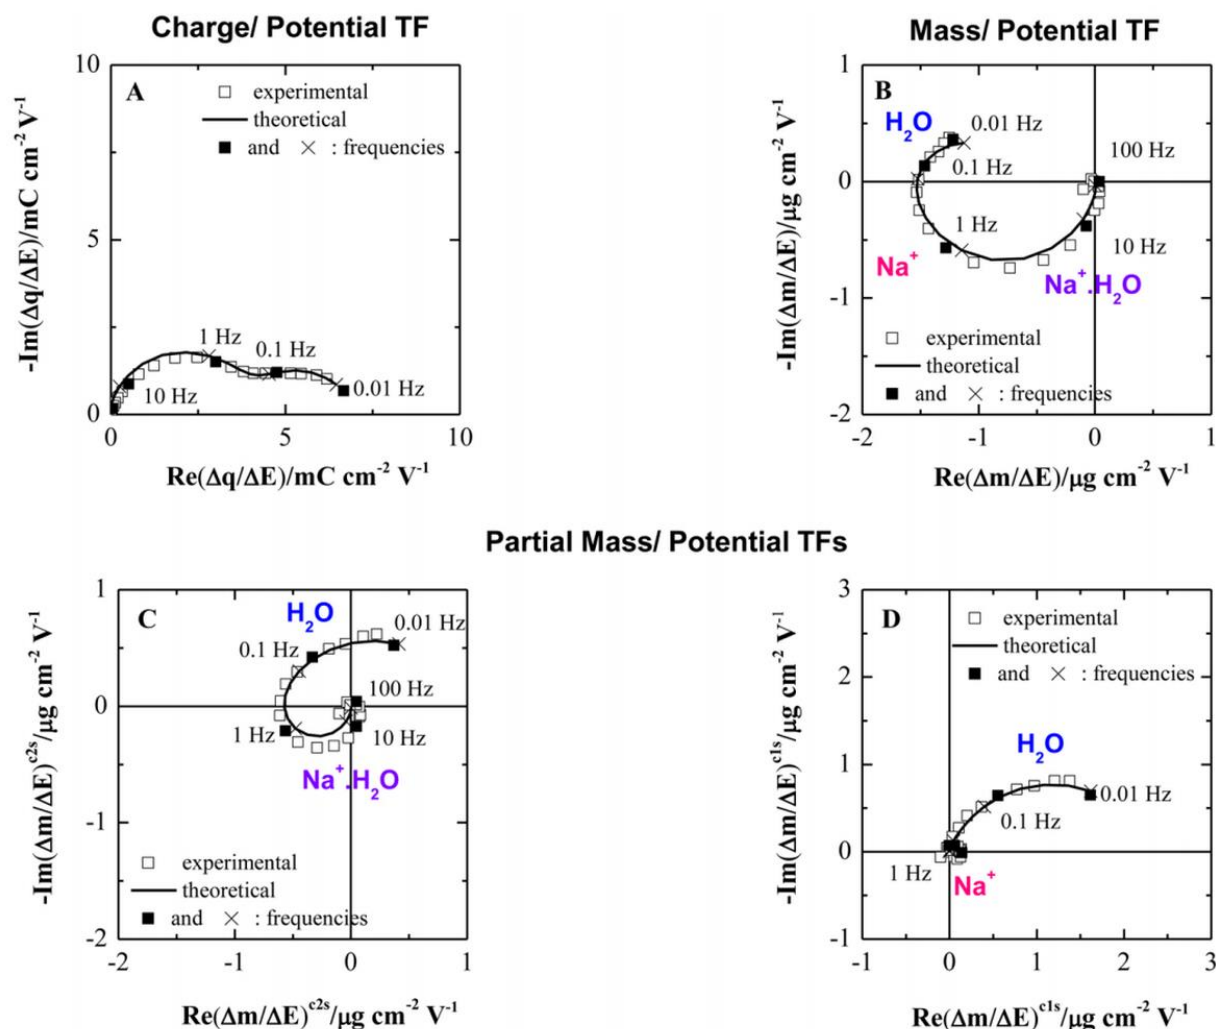 Charge/ Potential TF
A
experimental
theoretical
and × : frequencies
10
5
0
1 Hz
0.1 Hz
10 Hz
0.01 Hz
0 5 10
-Im(Δq/ΔE)/mC cm⁻² V⁻¹
Re(Δq/ΔE)/mC cm⁻² V⁻¹
Mass/ Potential TF
B
1
0
-1
-2
H₂O
0.01 Hz
100 Hz
0.1 Hz
1 Hz
10 Hz
Na⁺
Na⁺.H₂O
experimental
theoretical
and × : frequencies
-2 -1 0 1
-Im(Δm/ΔE)/μg cm⁻² V⁻¹
Re(Δm/ΔE)/μg cm⁻² V⁻¹
Partial Mass/ Potential TFs
C
1
0
-1
-2
H₂O
0.01 Hz
0.1 Hz
100 Hz
1 Hz
10 Hz
Na⁺.H₂O
experimental
theoretical
and × : frequencies
-2 -1 0 1
-Im(Δm/ΔE)ᶜ²ˢ/μg cm⁻² V⁻¹
Re(Δm/ΔE)ᶜ²ˢ/μg cm⁻² V⁻¹
D
experimental
theoretical
and × : frequencies
3
2
1
0
-1
H₂O
0.01 Hz
0.1 Hz
1 Hz
Na⁺
-1 0 1 2 3
-Im(Δm/ΔE)ᶜ¹ˢ/μg cm⁻² V⁻¹
Re(Δm/ΔE)ᶜ¹ˢ/μg cm⁻² V⁻¹